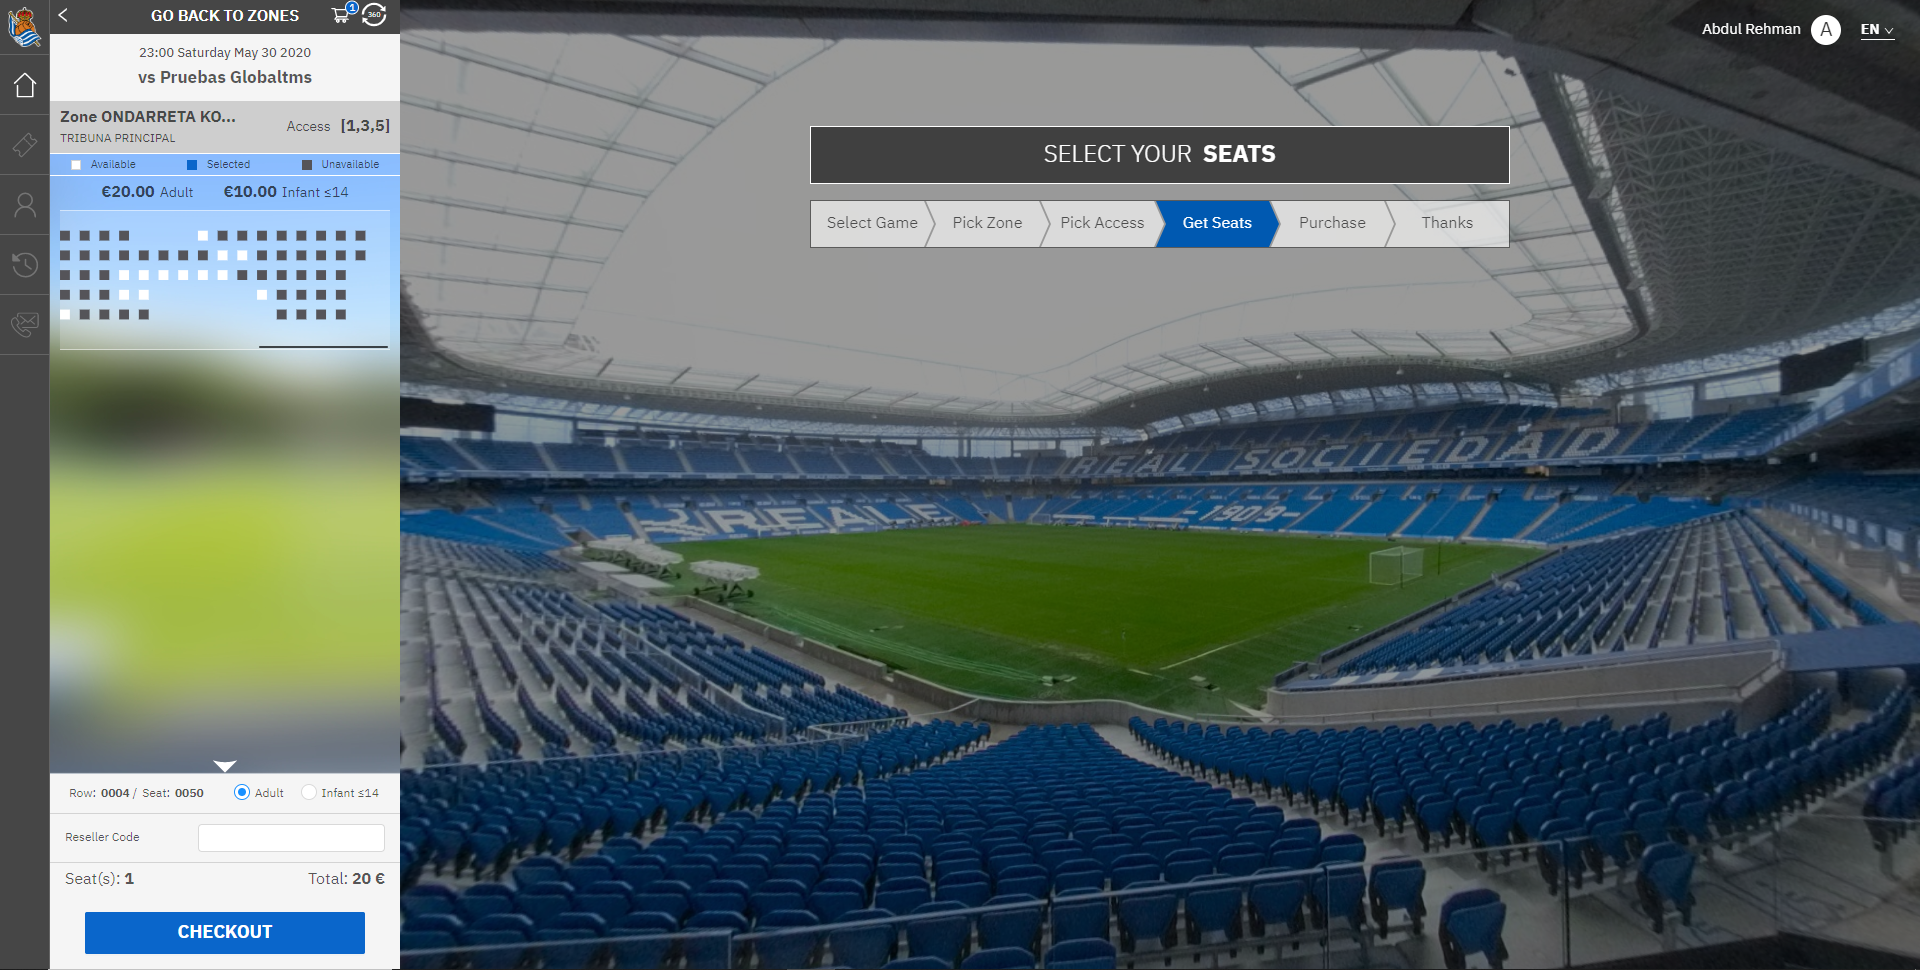 GO BACK TO ZONES
1
360
23:00 Saturday May 30 2020
vs Pruebas Globaltms
Zone ONDARRETA KO...
TRIBUNA PRINCIPAL
Access [1,3,5]
Available Selected Unavailable
€20.00 Adult €10.00 Infant ≤14
Row: 0004 / Seat: 0050 Adult Infant ≤14
Reseller Code
Seat(s): 1 Total: 20 €
CHECKOUT
Abdul Rehman A EN
SELECT YOUR SEATS
Select Game Pick Zone Pick Access Get Seats Purchase Thanks
REAL SOCIEDAD
REALE -1909-